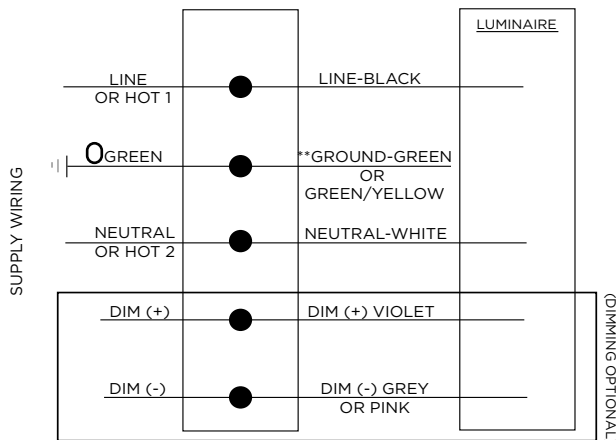 LUMINAIRE
LINE
OR HOT 1
LINE-BLACK
0GREEN
**GROUND-GREEN
OR
GREEN/YELLOW
SUPPLY WIRING
NEUTRAL
OR HOT 2
NEUTRAL-WHITE
DIM (+)
DIM (+) VIOLET
DIM (-)
DIM (-) GREY
OR PINK
(DIMMING OPTIONAL